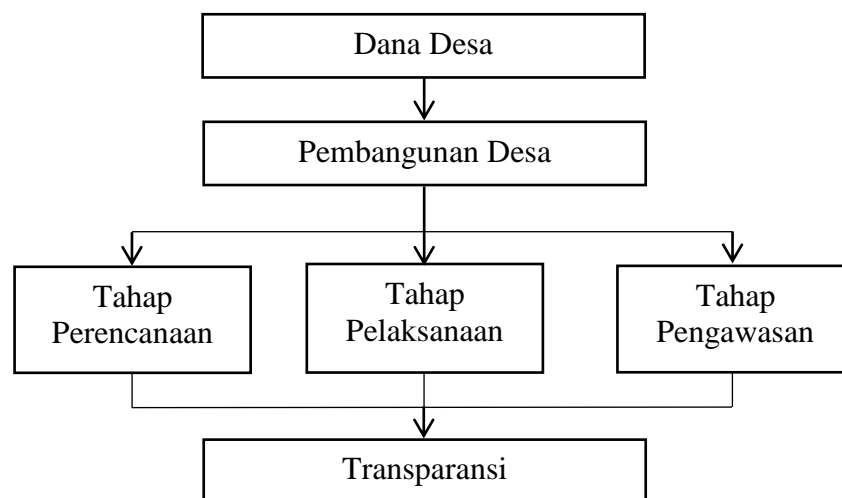 Dana Desa
Pembangunan Desa
Tahap
Perencanaan
Tahap
Pelaksanaan
Tahap
Pengawasan
Transparansi